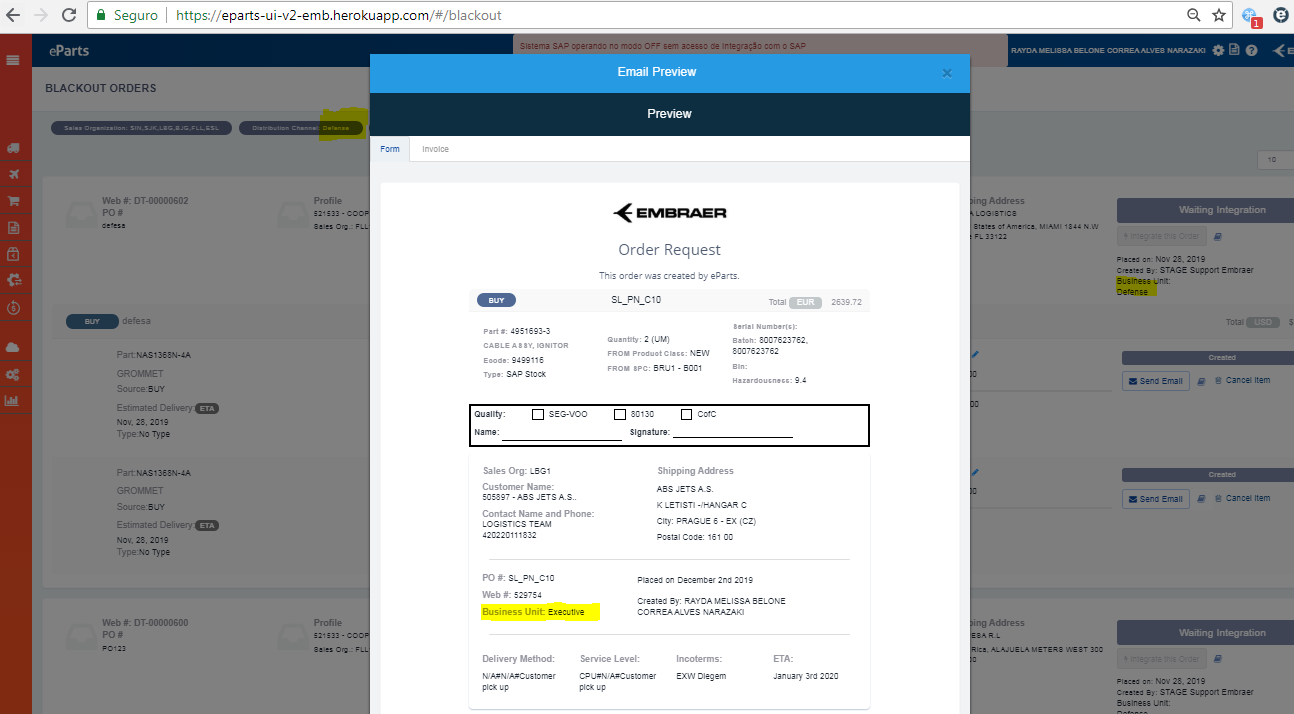 Seguro https://eparts-ui-v2-emb.herokuapp.com/#/blackout
1
eParts
Sistema SAP operando no modo OFF sem acesso de integração com o SAP
RAYDA MELISSA BELONE CORREA ALVES NARAZAKI
BLACKOUT ORDERS
Sales Organization: SIN,SJK,LBG,BJG,FLL,ESL
Distribution Channel: Defense
10
Web #: DT-00000602
PO #
defesa
Profile
521533 - COOP
Sales Org.: FLL
BUY defesa
Part:NAS1368N-4A
GROMMET
Source:BUY
Estimated Delivery: ETA
Nov, 28, 2019
Type:No Type
Part:NAS1368N-4A
GROMMET
Source:BUY
Estimated Delivery: ETA
Nov, 28, 2019
Type:No Type
Web #: DT-00000600
PO #
PO123
Profile
521533 - COOP
Sales Org.: FLL
Email Preview
×
Preview
Form Invoice
EMBRAER
Order Request
This order was created by eParts.
BUY SL_PN_C10 Total EUR 2639.72
Part #: 4951693-3
CABLE ASSY, IGNITOR
Ecode: 9499116
Type: SAP Stock
Quantity: 2 (UM)
FROM Product Class: NEW
FROM SPC: BRU1 - B001
Serial Number(s):
Batch: 8007623762,
8007623762
Bin:
Hazardousness: 9.4
Quality: SEG-VOO 80130 CofC
Name: Signature:
Sales Org: LBG1
Customer Name:
505897 - ABS JETS A.S..
Contact Name and Phone:
LOGISTICS TEAM
420220111832
Shipping Address
ABS JETS A.S.
K LETISTI -/HANGAR C
City: PRAGUE 6 - EX (CZ)
Postal Code: 161 00
PO #: SL_PN_C10
Web #: 529754
Business Unit: Executive
Placed on December 2nd 2019
Created By: RAYDA MELISSA BELONE
CORREA ALVES NARAZAKI
Delivery Method:
N/A#N/A#Customer
pick up
Service Level:
CPU#N/A#Customer
pick up
Incoterms:
EXW Diegem
ETA:
January 3rd 2020
ping Address
A LOGISTICS
States of America, MIAMI 1844 N.W
FL 33122
Waiting Integration
Integrate this Order
Placed on: Nov 28, 2019
Created By: STAGE Support Embraer
Business Unit:
Defense
Total USD $
Created
Send Email Cancel Item
Created
Send Email Cancel Item
ping Address
ESA R.L
Rica, ALAJUELA METERS WEST 300
Waiting Integration
Integrate this Order
Placed on: Nov 28, 2019
Created By: STAGE Support Embraer
Business Unit:
Defense